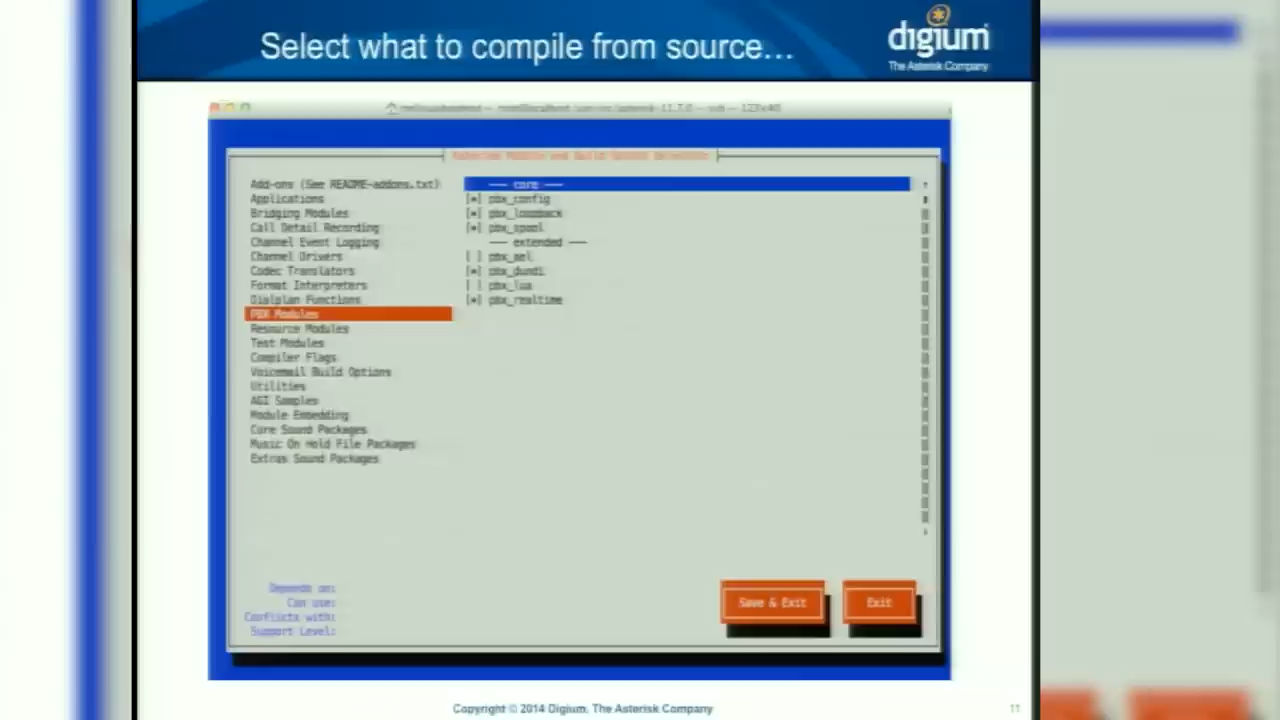 Select what to compile from source...
digium
The Asterisk Company
Add-ons (See README-addons.txt)
Applications
Bridging Modules
Call Detail Recording
Channel Event Logging
Channel Drivers
Codec Translators
Format Interpreters
Dialplan Functions
PBX Modules
Resource Modules
Test Modules
Compiler Flags
Voicemail Build Options
Utilities
AGI Samples
Module Embedding
Core Sound Packages
Music On Hold File Packages
Extras Sound Packages
--- core ---
[*] pbx_config
[*] pbx_loopback
[*] pbx_spool
--- extended ---
[ ] pbx_ael
[*] pbx_dundi
[ ] pbx_lua
[*] pbx_realtime
Depends on:
Can use:
Conflicts with:
Support Level:
Save & Exit
Exit
Copyright © 2014 Digium, The Asterisk Company
11